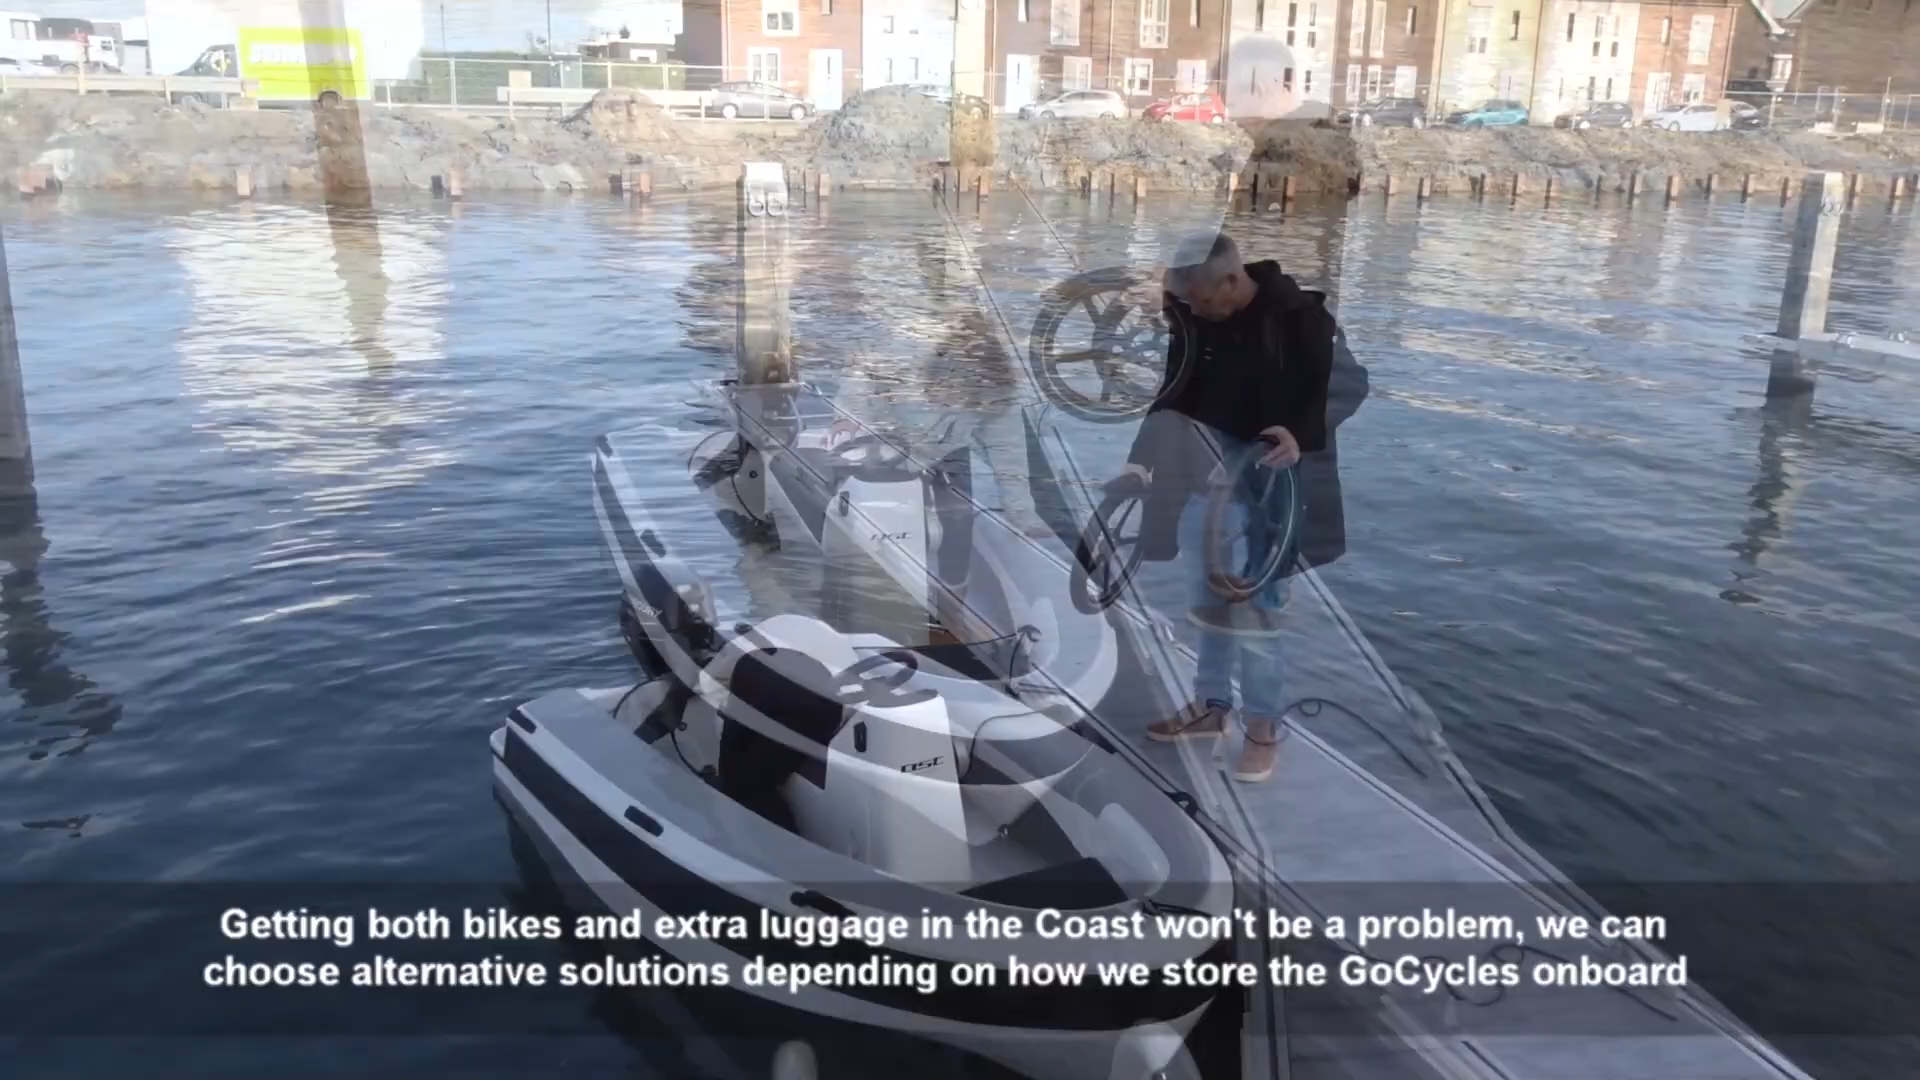 Getting both bikes and extra luggage in the Coast won't be a problem, we can
choose alternative solutions depending on how we store the GoCycles onboard